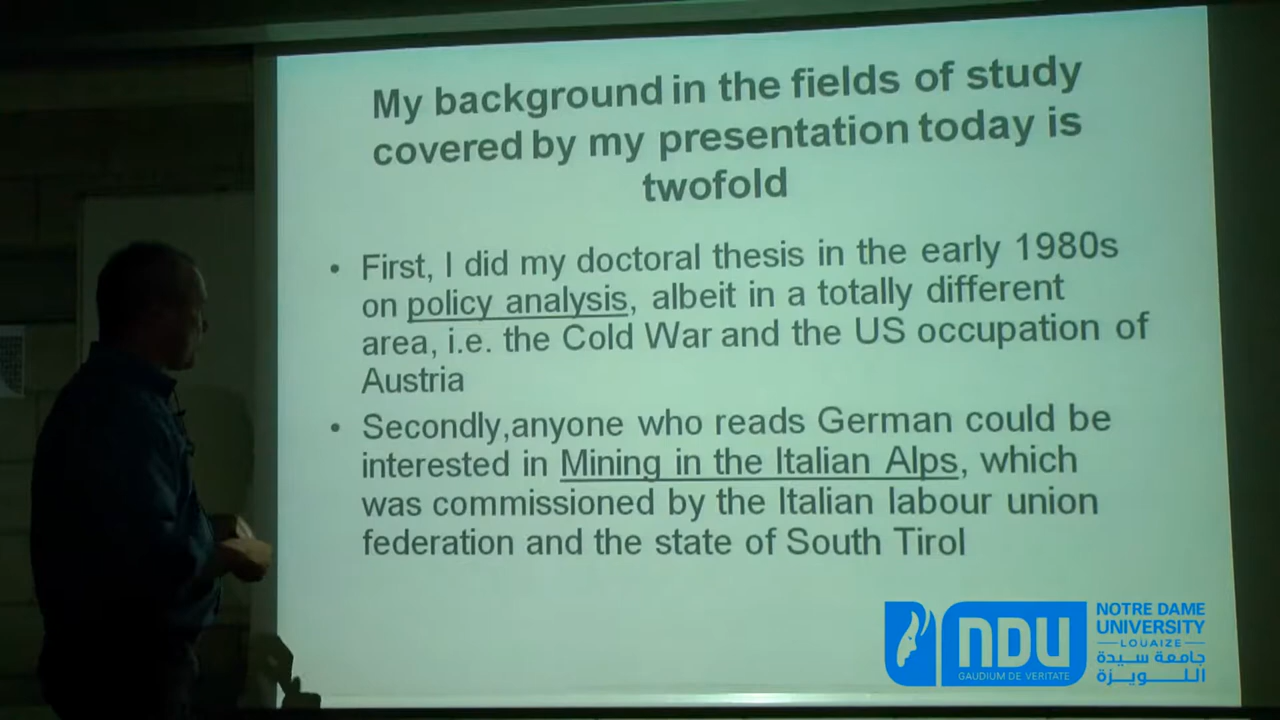 My background in the fields of study
covered by my presentation today is
twofold
• First, I did my doctoral thesis in the early 1980s
on policy analysis, albeit in a totally different
area, i.e. the Cold War and the US occupation of
Austria
• Secondly,anyone who reads German could be
interested in Mining in the Italian Alps, which
was commissioned by the Italian labour union
federation and the state of South Tirol
NDU
GAUDIUM DE VERITATE
NOTRE DAME
UNIVERSITY
LOUAIZE
جامعة سيدة
اللويزة